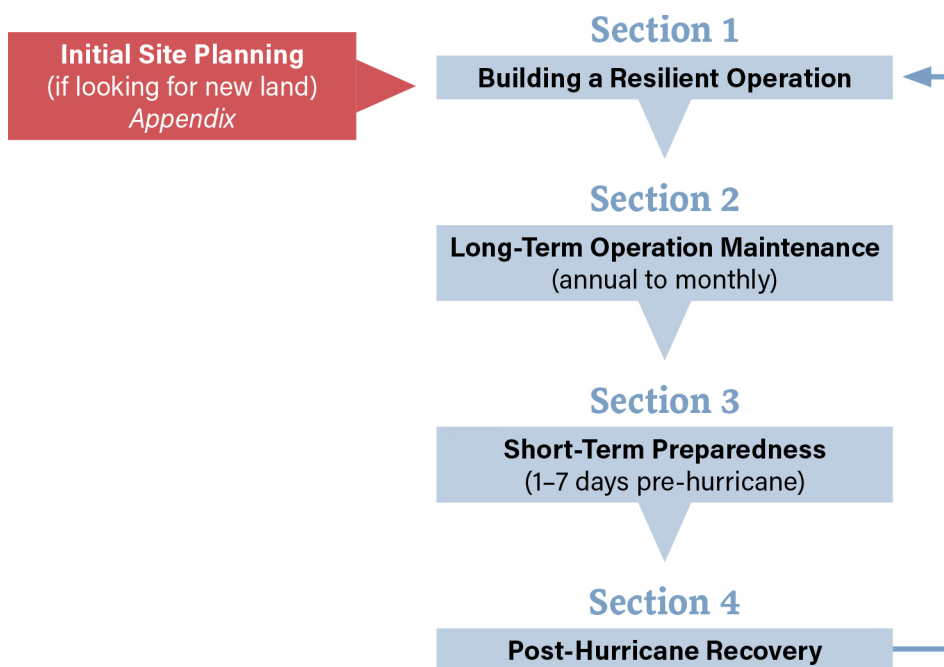 Initial Site Planning
(if looking for new land)
Appendix
Section 1
Building a Resilient Operation
Section 2
Long-Term Operation Maintenance
(annual to monthly)
Section 3
Short-Term Preparedness
(1–7 days pre-hurricane)
Section 4
Post-Hurricane Recovery